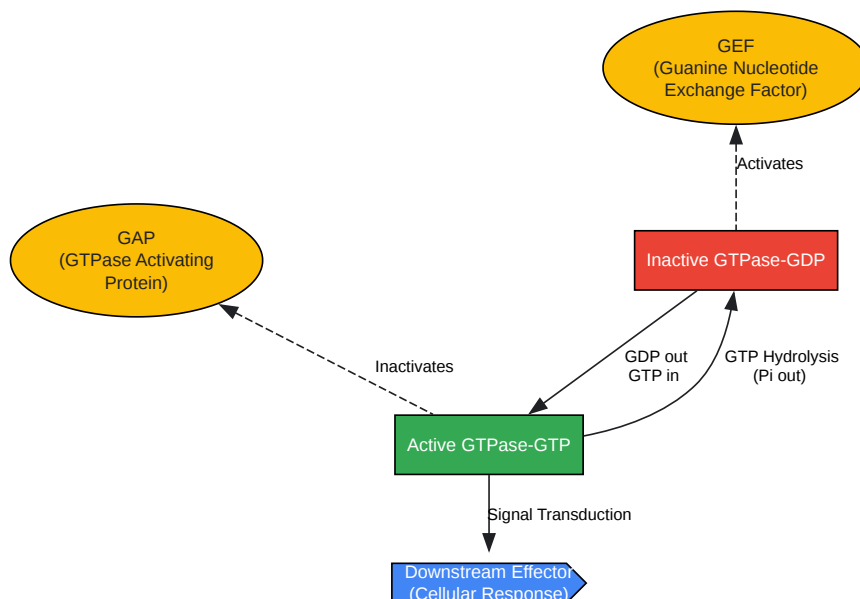 GEF
(Guanine Nucleotide
Exchange Factor)
Activates
GAP
(GTPase Activating
Protein)
Inactive GTPase-GDP
Inactivates
GDP out
GTP in
GTP Hydrolysis
(Pi out)
Active GTPase-GTP
Signal Transduction
Downstream Effector
(Cellular Response)